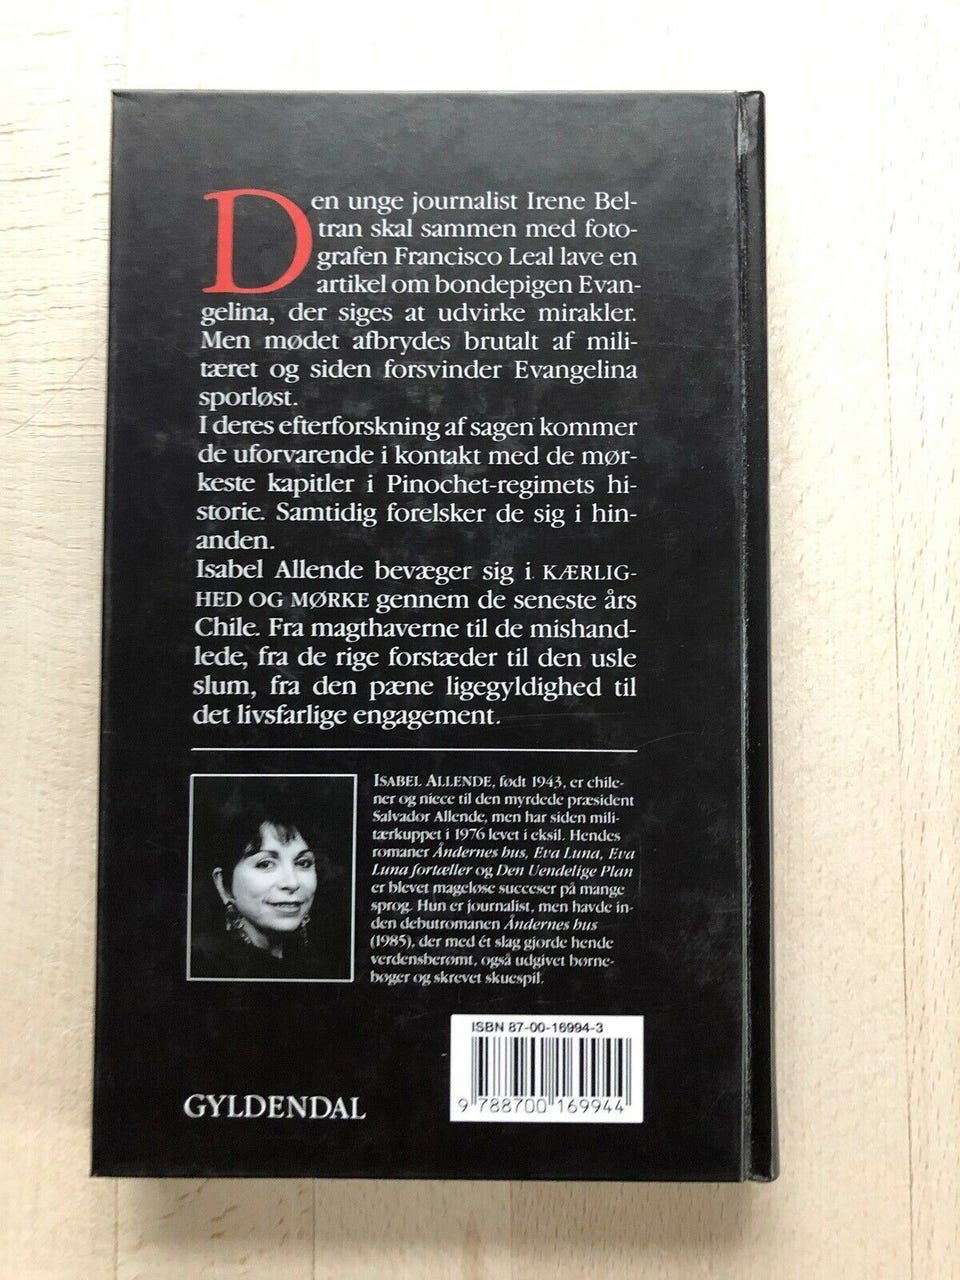 Den unge journalist Irene Bel-
tran skal sammen med foto-
grafen Francisco Leal lave en
artikel om bondepigen Evan-
gelina, der siges at udvirke mirakler.
Men mødet afbrydes brutalt af mili-
tæret og siden forsvinder Evangelina
sporløst.
I deres efterforskning af sagen kommer
de uforvarende i kontakt med de mør-
keste kapitler i Pinochet-regimets hi-
storie. Samtidig forelsker de sig i hin-
anden.
Isabel Allende bevæger sig i KÆRLIG-
HED OG MØRKE gennem de seneste års
Chile. Fra magthaverne til de mishand-
lede, fra de rige forstæder til den usle
slum, fra den pæne ligegyldighed til
det livsfarlige engagement.
ISABEL ALLENDE, født 1943, er chile-
ner og niece til den myrdede præsident
Salvador Allende, men har siden mili-
tærkuppet i 1976 levet i eksil. Hendes
romaner Åndernes hus, Eva Luna, Eva
Luna fortæller og Den Uendelige Plan
er blevet mageløse succeser på mange
sprog. Hun er journalist, men havde in-
den debutromanen Åndernes hus
(1985), der med ét slag gjorde hende
verdensberømt, også udgivet børne-
bøger og skrevet skuespil.
ISBN 87-00-16994-3
9 788700 169944
GYLDENDAL